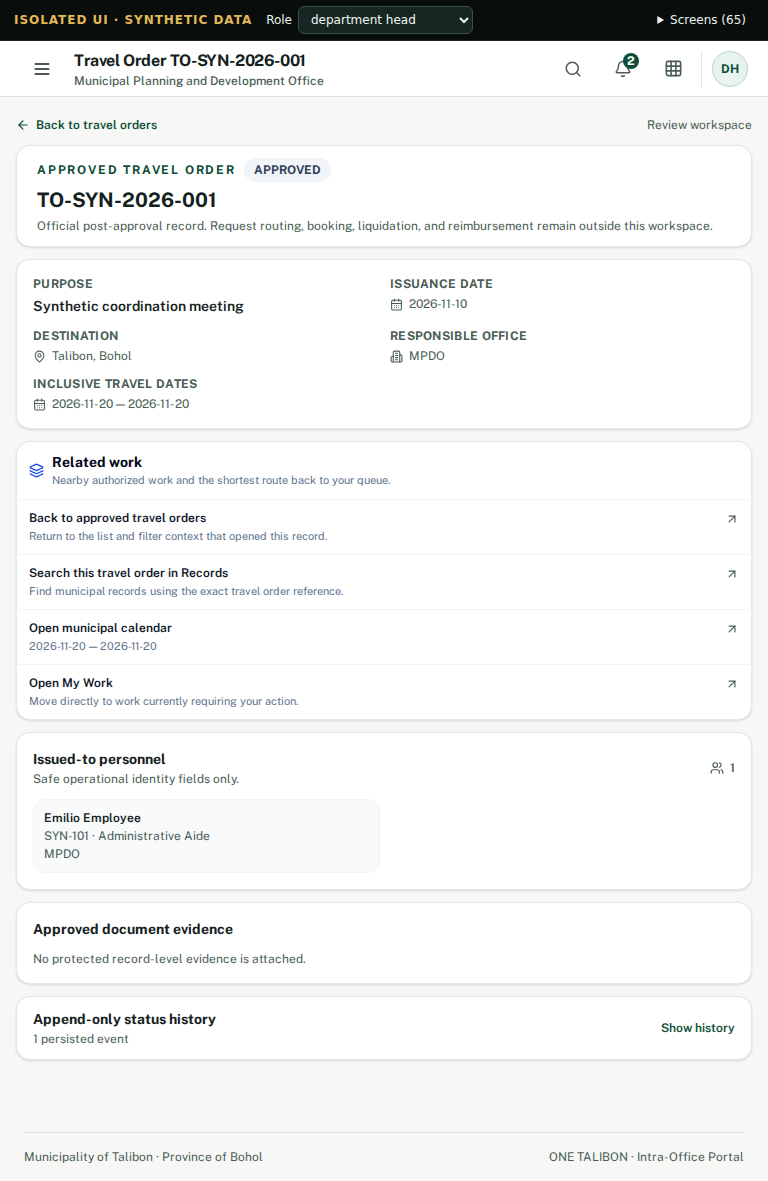 ISOLATED UI · SYNTHETIC DATA Role department head Screens (65)
Travel Order TO-SYN-2026-001
Municipal Planning and Development Office
2
DH
Back to travel orders
Review workspace
APPROVED TRAVEL ORDER APPROVED
TO-SYN-2026-001
Official post-approval record. Request routing, booking, liquidation, and reimbursement remain outside this workspace.
PURPOSE
Synthetic coordination meeting
ISSUANCE DATE
2026-11-10
DESTINATION
Talibon, Bohol
RESPONSIBLE OFFICE
MPDO
INCLUSIVE TRAVEL DATES
2026-11-20 — 2026-11-20
Related work
Nearby authorized work and the shortest route back to your queue.
Back to approved travel orders
Return to the list and filter context that opened this record.
Search this travel order in Records
Find municipal records using the exact travel order reference.
Open municipal calendar
2026-11-20 — 2026-11-20
Open My Work
Move directly to work currently requiring your action.
Issued-to personnel
Safe operational identity fields only.
1
Emilio Employee
SYN-101 · Administrative Aide
MPDO
Approved document evidence
No protected record-level evidence is attached.
Append-only status history
1 persisted event
Show history
Municipality of Talibon · Province of Bohol
ONE TALIBON · Intra-Office Portal